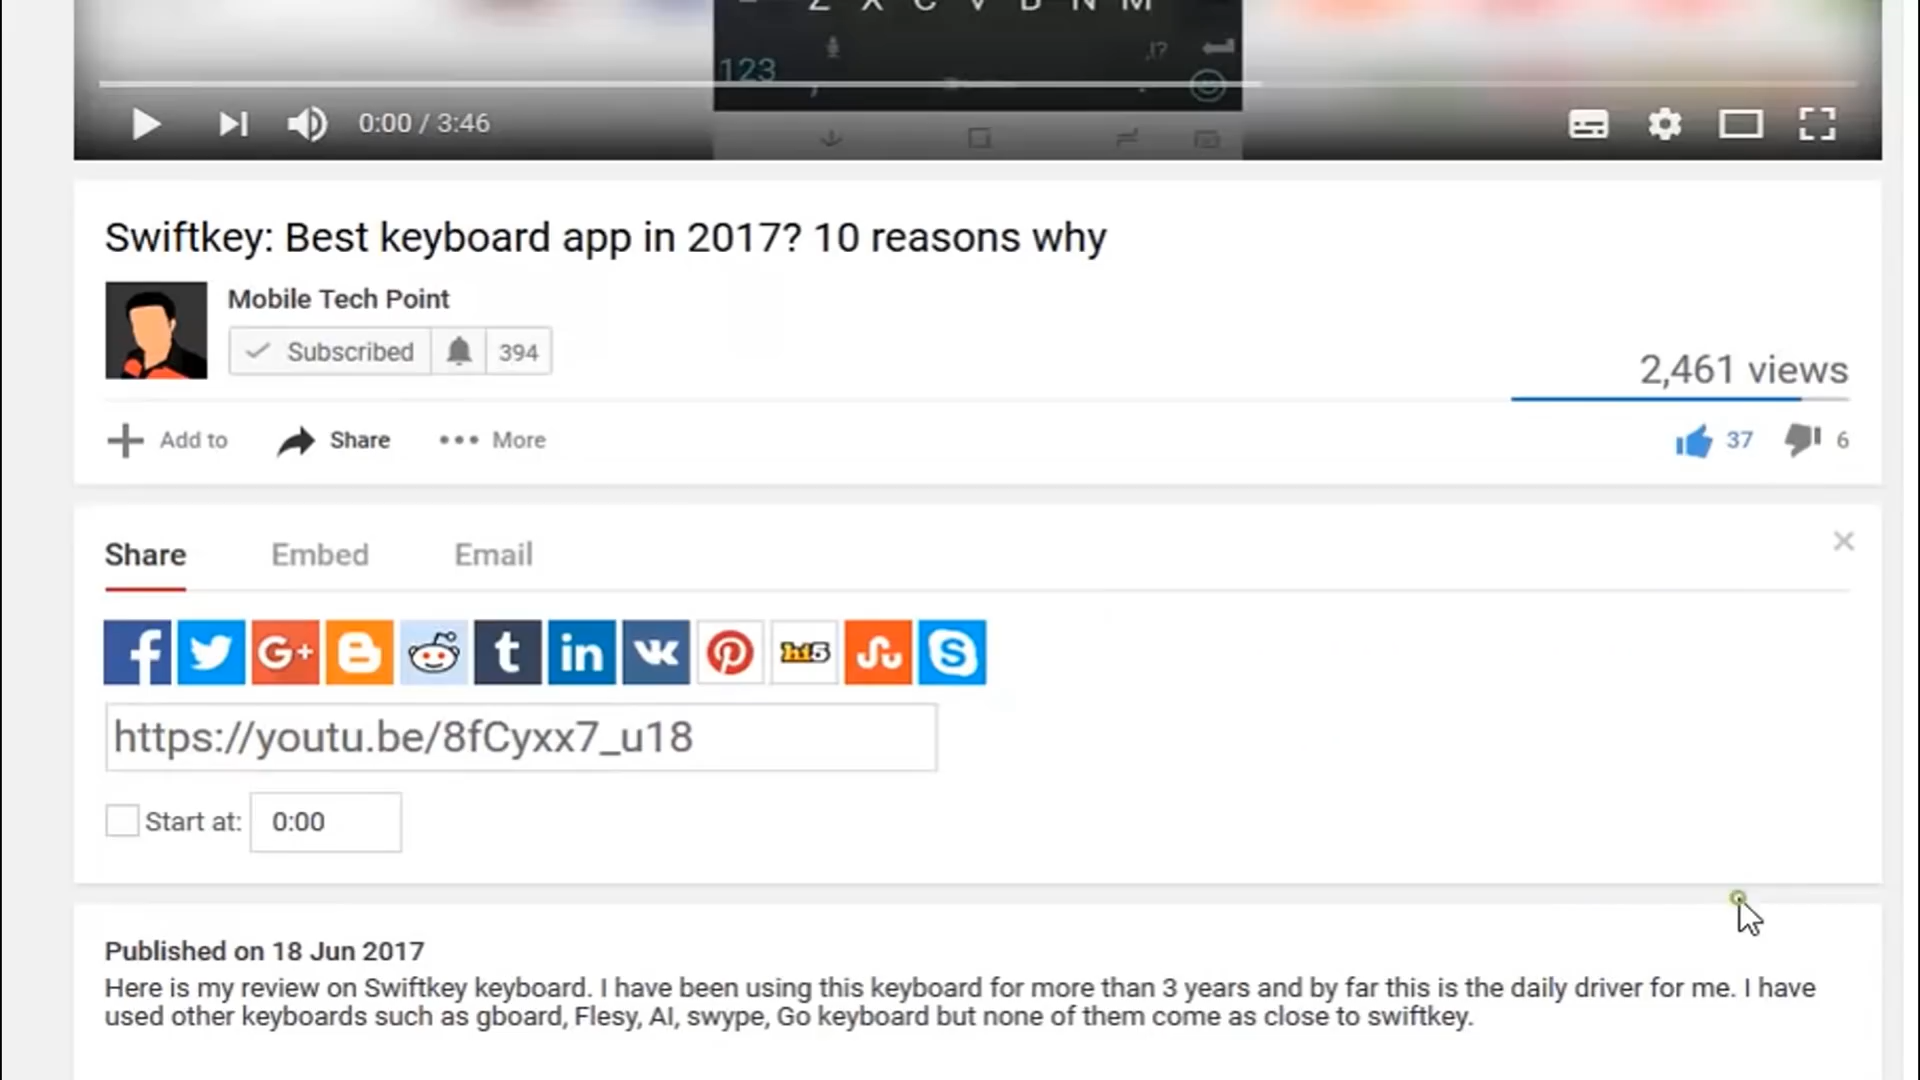 Z X C V B N M
123
,!?
0:00 / 3:46
Swiftkey: Best keyboard app in 2017? 10 reasons why
Mobile Tech Point
Subscribed 394
2,461 views
Add to Share More
37 6
Share Embed Email
f G+ B t in VK hi5 S
https://youtu.be/8fCyxx7_u18
Start at: 0:00
Published on 18 Jun 2017
Here is my review on Swiftkey keyboard. I have been using this keyboard for more than 3 years and by far this is the daily driver for me. I have
used other keyboards such as gboard, Flesy, AI, swype, Go keyboard but none of them come as close to swiftkey.